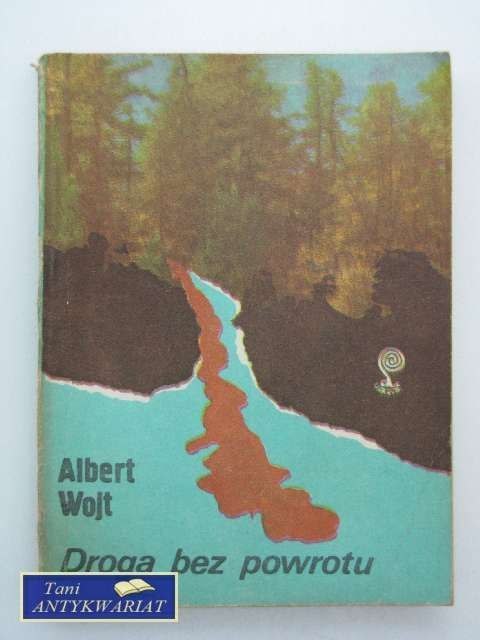 Albert
Wojt
Droga bez powrotu
Tani
ANTYKWARIAT